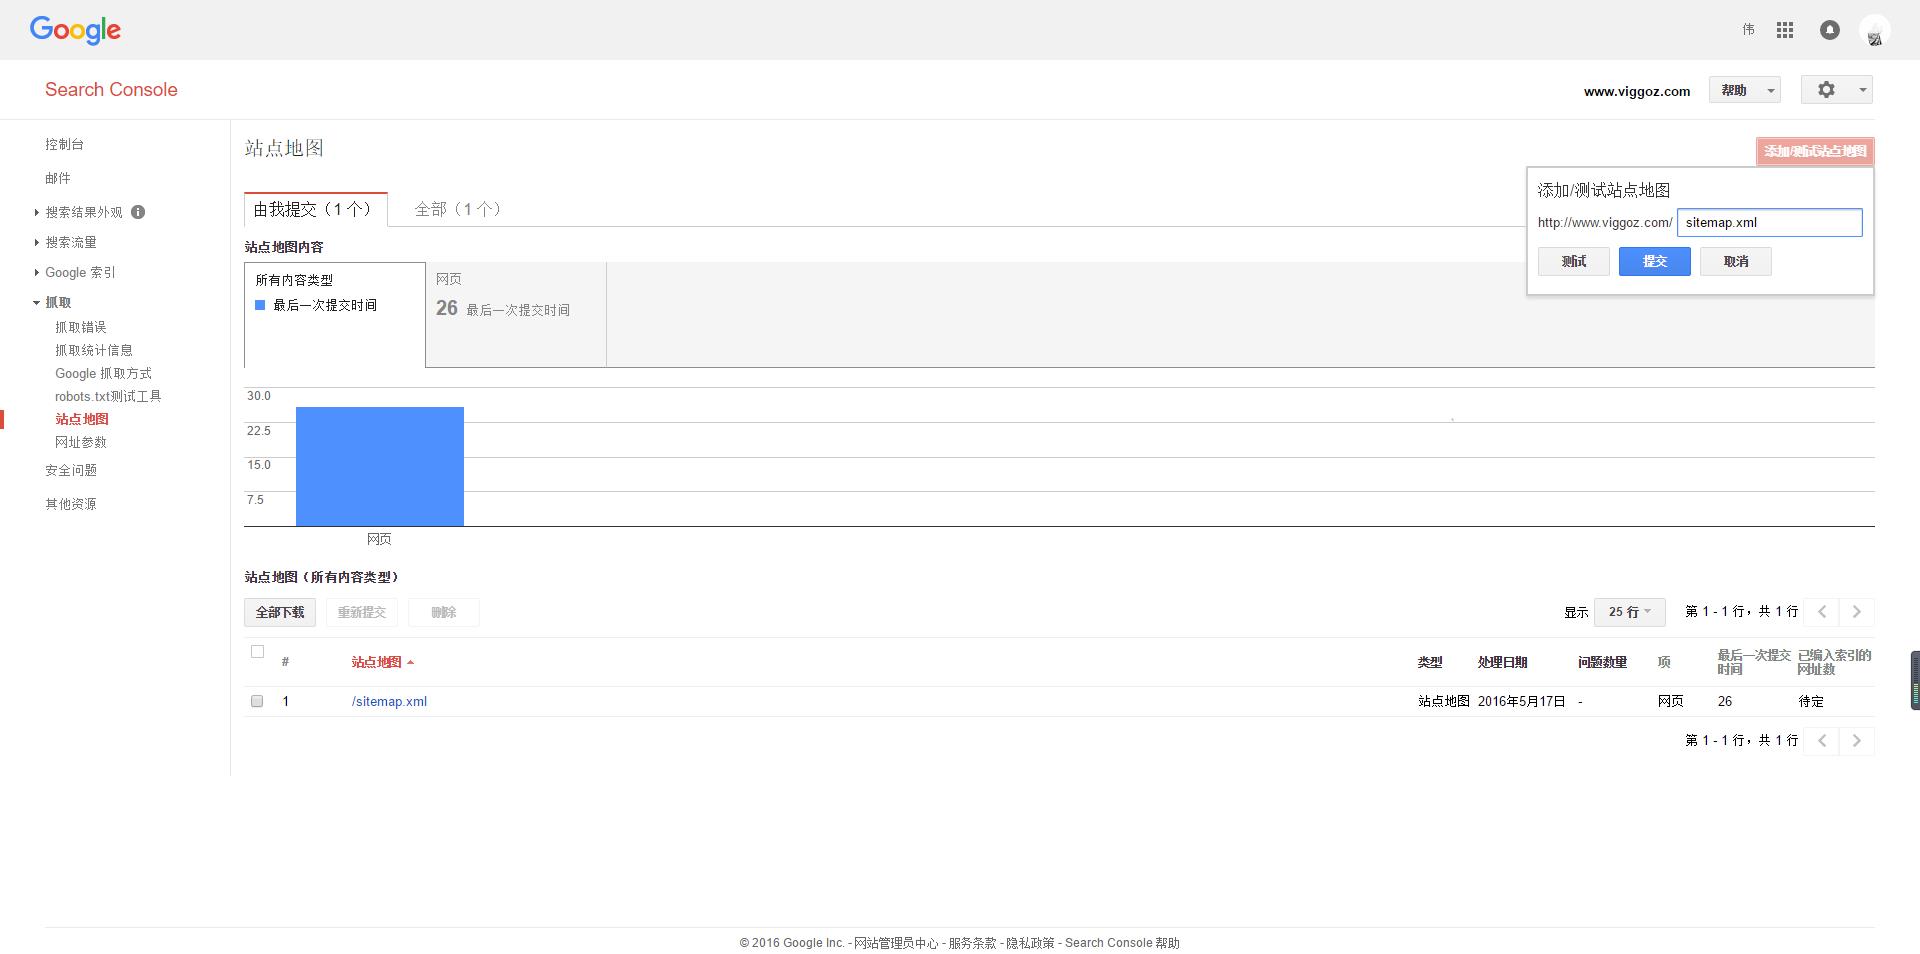 Google
伟
Search Console
www.viggoz.com
帮助
控制台
邮件
搜索结果外观
搜索流量
Google 索引
抓取
抓取错误
抓取统计信息
Google 抓取方式
robots.txt测试工具
站点地图
网址参数
安全问题
其他资源
站点地图
添加/测试站点地图
添加/测试站点地图
http://www.viggoz.com/ sitemap.xml
测试 提交 取消
由我提交（1 个） 全部（1 个）
站点地图内容
所有内容类型
最后一次提交时间
网页
26 最后一次提交时间
30.0
22.5
15.0
7.5
网页
站点地图（所有内容类型）
全部下载 重新提交 删除
显示 25 行 第 1 - 1 行，共 1 行
# 站点地图 类型 处理日期 问题数量 项 最后一次提交时间 已编入索引的网址数
1 /sitemap.xml 站点地图 2016年5月17日 - 网页 26 待定
第 1 - 1 行，共 1 行
© 2016 Google Inc. - 网站管理员中心 - 服务条款 - 隐私政策 - Search Console 帮助